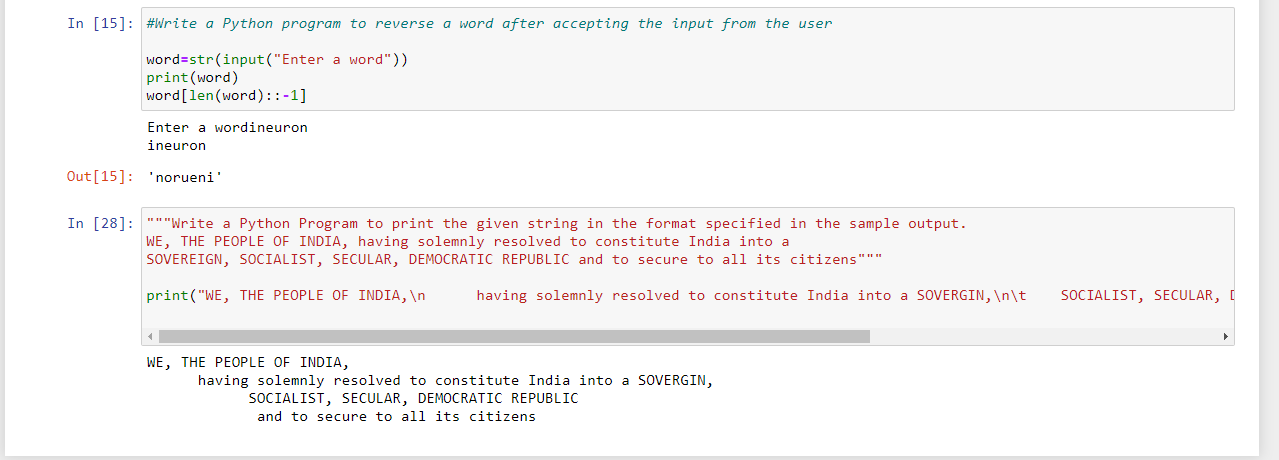 In [15]: #Write a Python program to reverse a word after accepting the input from the user
word=str(input("Enter a word"))
print(word)
word[len(word)::-1]
Enter a wordineuron
ineuron
Out[15]: 'norueni'
In [28]: """Write a Python Program to print the given string in the format specified in the sample output.
WE, THE PEOPLE OF INDIA, having solemnly resolved to constitute India into a
SOVEREIGN, SOCIALIST, SECULAR, DEMOCRATIC REPUBLIC and to secure to all its citizens"""
print("WE, THE PEOPLE OF INDIA,\n      having solemnly resolved to constitute India into a SOVERGIN,\n\t    SOCIALIST, SECULAR,
WE, THE PEOPLE OF INDIA,
      having solemnly resolved to constitute India into a SOVERGIN,
            SOCIALIST, SECULAR, DEMOCRATIC REPUBLIC
             and to secure to all its citizens